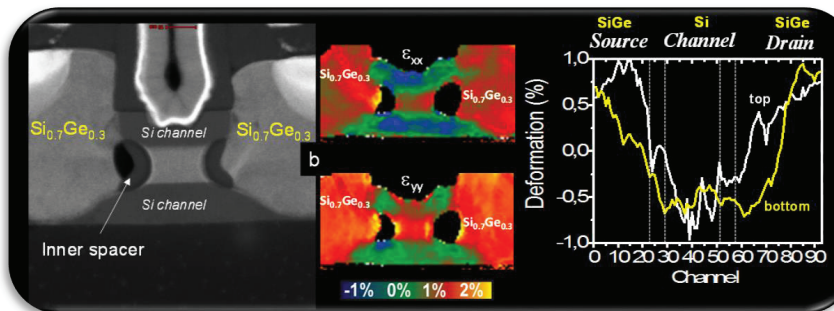 Si0.7Ge0.3
Si channel
Si0.7Ge0.3
Si channel
Inner spacer
b
εxx
Si0.7Ge0.3
Si0.7Ge0.3
εyy
Si0.7Ge0.3
Si0.7Ge0.3
-1% 0% 1% 2%
SiGe Si SiGe
Source Channel Drain
Deformation (%)
1,0
0,5
0,0
-0,5
-1,0
top
bottom
0 10 20 30 40 50 60 70 80 90
Channel